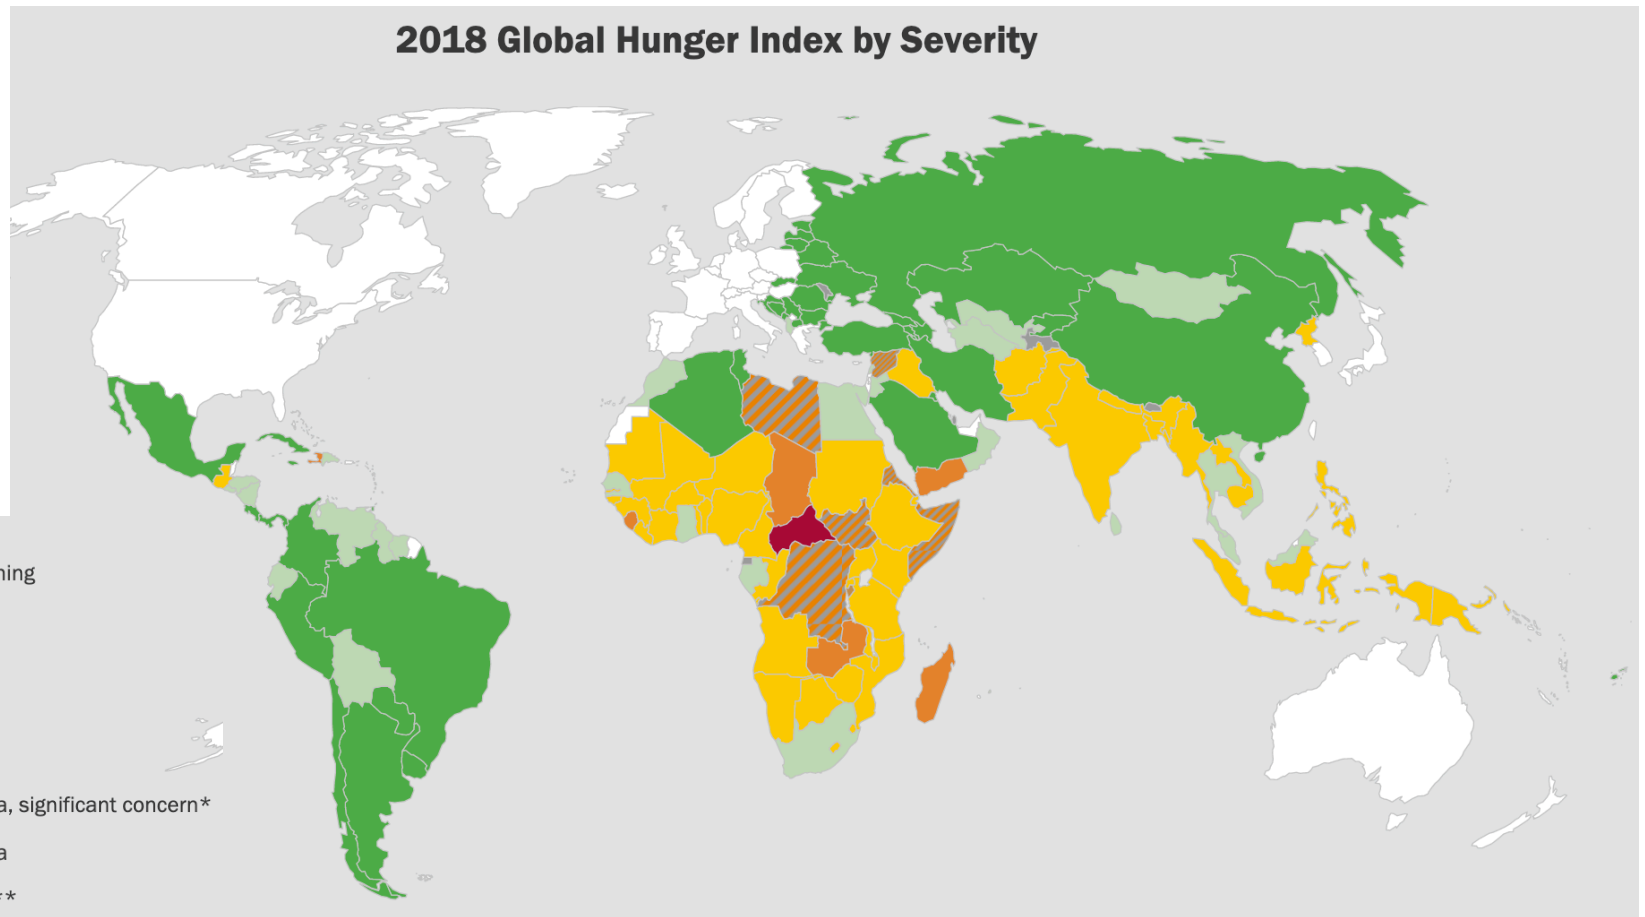 2018 Global Hunger Index by Severity
ning
a, significant concern*
a
**